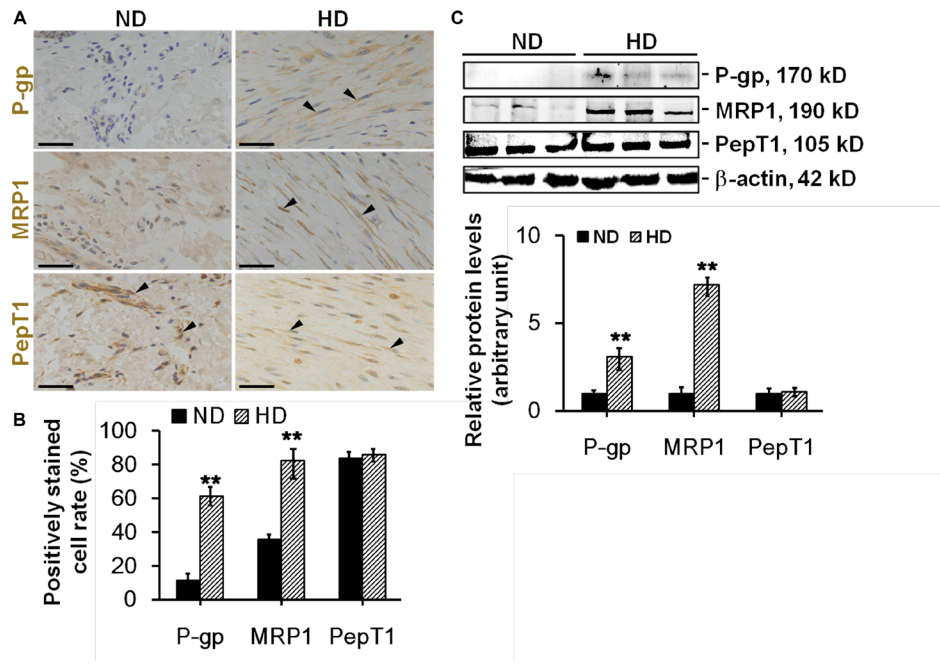 A
ND
HD
P-gp
MRP1
PepT1
B
ND
HD
Positively stained
cell rate (%)
100
80
60
40
20
0
**
**
P-gp
MRP1
PepT1
C
ND
HD
P-gp, 170 kD
MRP1, 190 kD
PepT1, 105 kD
β-actin, 42 kD
ND
HD
Relative protein levels
(arbitrary unit)
10
5
0
**
**
P-gp
MRP1
PepT1